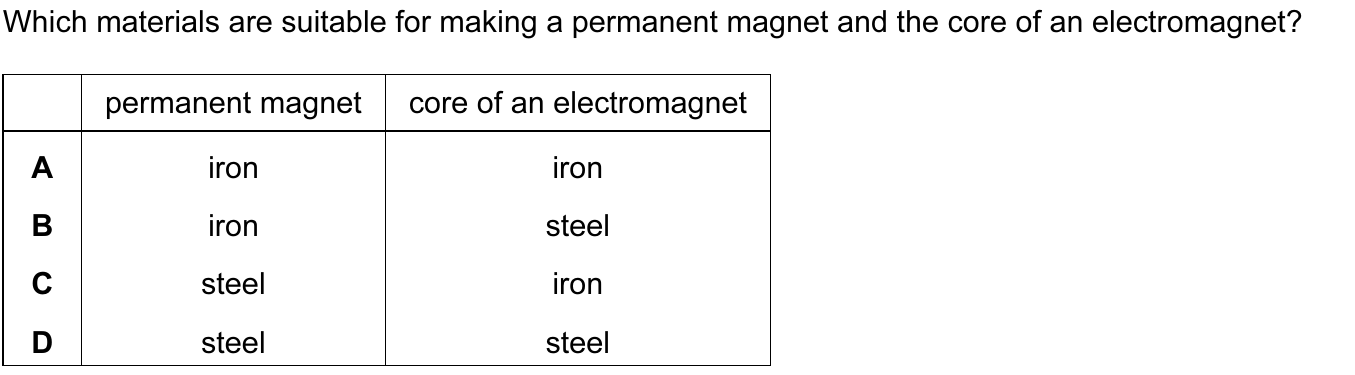 Which materials are suitable for making a permanent magnet and the core of an electromagnet?
permanent magnet core of an electromagnet
A iron iron
B iron steel
C steel iron
D steel steel